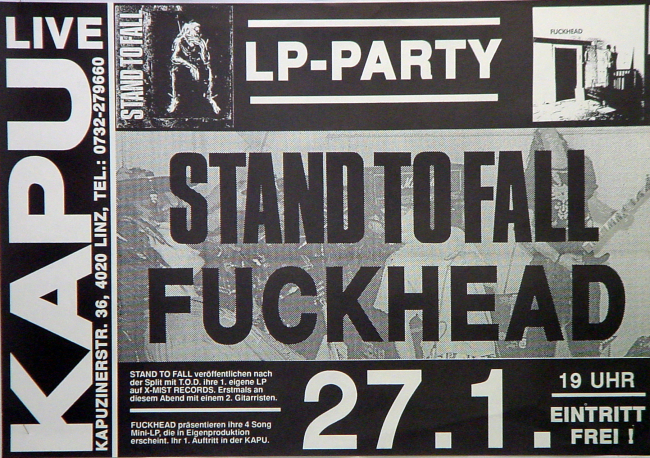 LIVE
KAPU
KAPUZINERSTR. 36, 4020 LINZ, TEL.: 0732-279660
STAND TO FALL
LP-PARTY
FUCKHEAD
STAND TO FALL
FUCKHEAD
STAND TO FALL veröffentlichen nach
der Split mit T.O.D. ihre 1. eigene LP
auf X-MIST RECORDS. Erstmals an
diesem Abend mit einem 2. Gitarristen.
FUCKHEAD präsentieren ihre 4 Song
Mini-LP, die in Eigenproduktion
erscheint. Ihr 1. Auftritt in der KAPU.
27.1.
19 UHR
EINTRITT
FREI !